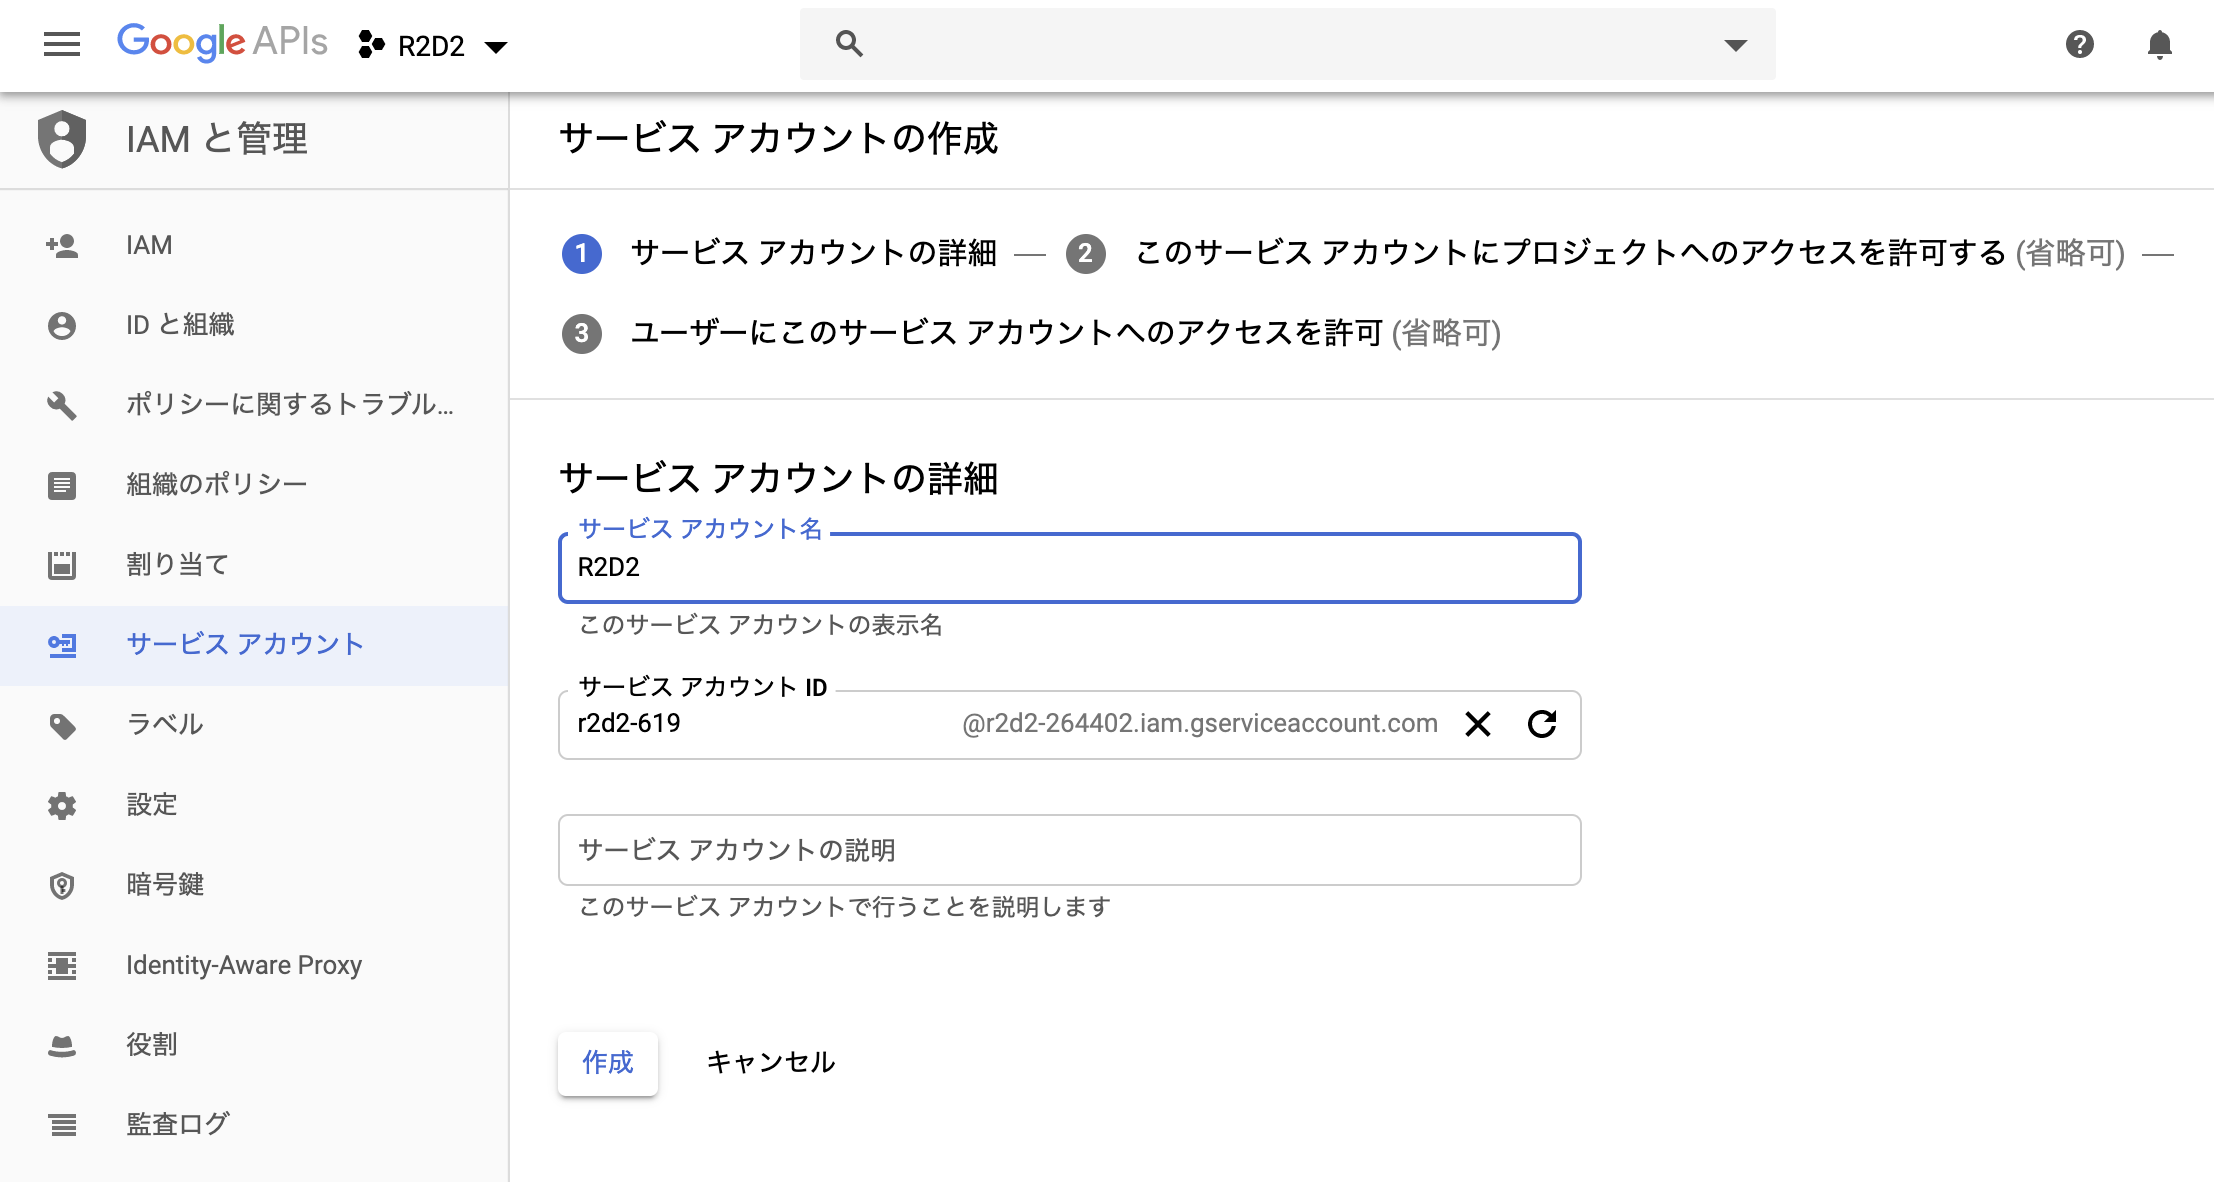 Google APIs R2D2
IAM と管理
サービス アカウントの作成
IAM
ID と組織
ポリシーに関するトラブル...
組織のポリシー
割り当て
サービス アカウント
ラベル
設定
暗号鍵
Identity-Aware Proxy
役割
監査ログ
1 サービス アカウントの詳細 — 2 このサービス アカウントにプロジェクトへのアクセスを許可する (省略可) —
3 ユーザーにこのサービス アカウントへのアクセスを許可 (省略可)
サービス アカウントの詳細
サービス アカウント名
R2D2
このサービス アカウントの表示名
サービス アカウント ID
r2d2-619 @r2d2-264402.iam.gserviceaccount.com
サービス アカウントの説明
このサービス アカウントで行うことを説明します
作成 キャンセル